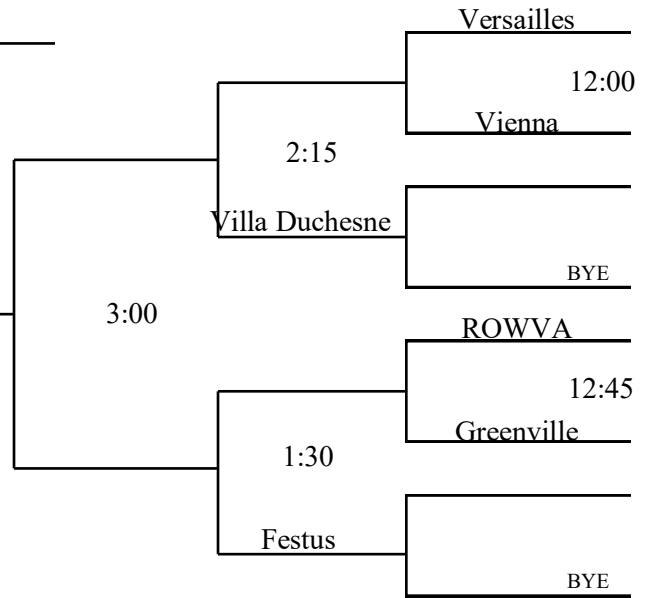 Versailles
12:00
Vienna
2:15
Villa Duchesne
BYE
3:00
ROWVA
12:45
Greenville
1:30
Festus
BYE